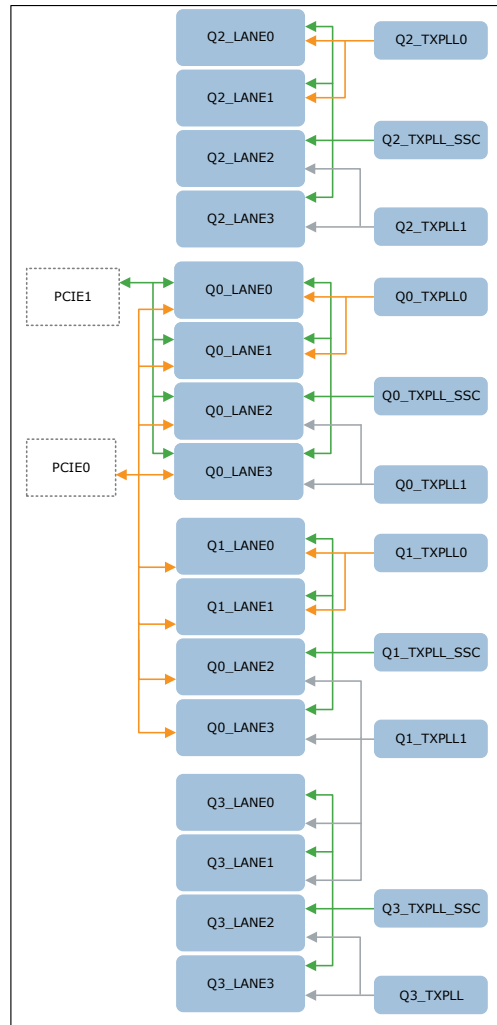 Q2_LANE0
Q2_TXPLL0
Q2_LANE1
Q2_LANE2
Q2_TXPLL_SSC
Q2_LANE3
Q2_TXPLL1
PCIE1
Q0_LANE0
Q0_TXPLL0
Q0_LANE1
Q0_LANE2
Q0_TXPLL_SSC
PCIE0
Q0_LANE3
Q0_TXPLL1
Q1_LANE0
Q1_TXPLL0
Q1_LANE1
Q0_LANE2
Q1_TXPLL_SSC
Q0_LANE3
Q1_TXPLL1
Q3_LANE0
Q3_LANE1
Q3_LANE2
Q3_TXPLL_SSC
Q3_LANE3
Q3_TXPLL